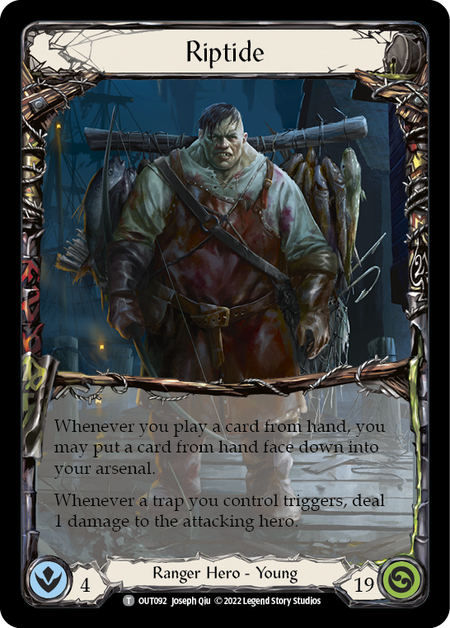 Riptide
Whenever you play a card from hand, you
may put a card from hand face down into
your arsenal.
Whenever a trap you control triggers, deal
1 damage to the attacking hero.
4
Ranger Hero - Young
19
T OUT092 Joseph Qiu © 2022 Legend Story Studios